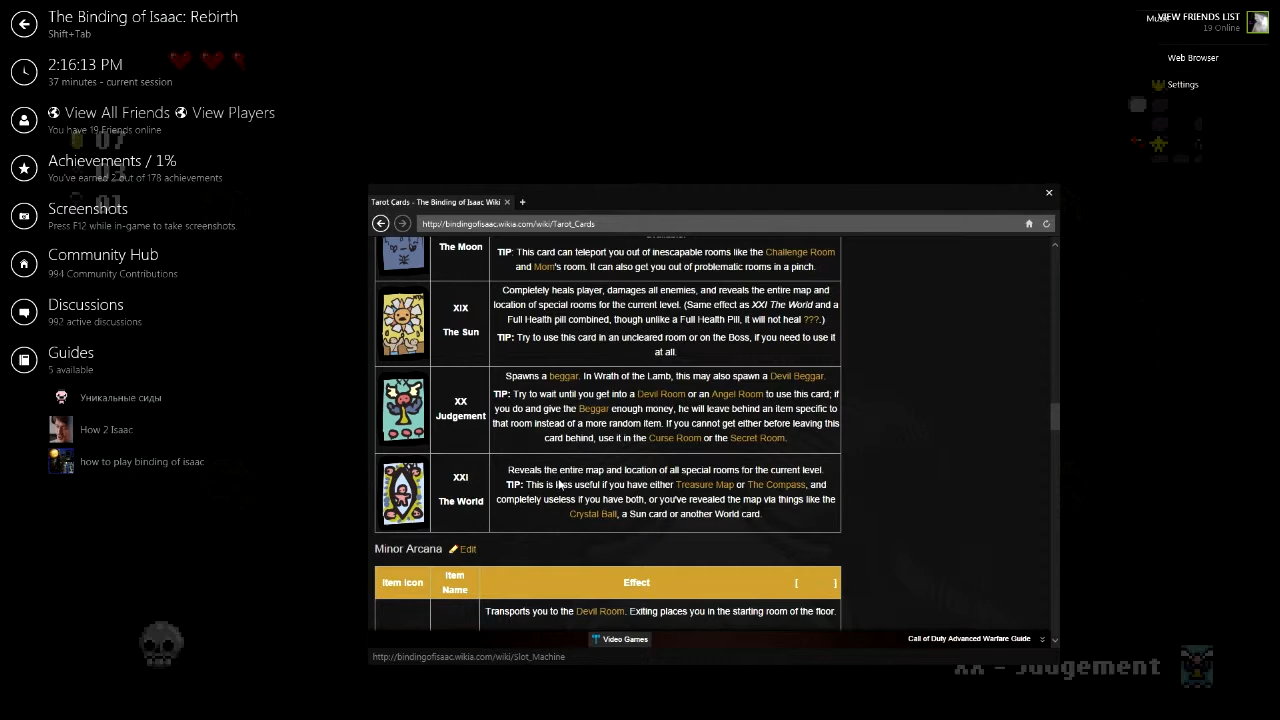 The Binding of Isaac: Rebirth
Shift+Tab
2:16:13 PM
37 minutes - current session
View All Friends View Players
You have 19 Friends online
07
Achievements / 1%
You've earned 2 out of 178 achievements
03
Screenshots
Press F12 while in-game to take screenshots
Community Hub
994 Community Contributions
Discussions
992 active discussions
Guides
5 available
Уникальные сиды
How 2 Isaac
how to play binding of isaac
VIEW FRIENDS LIST
19 Online
Music
Web Browser
Settings
Tarot Cards - The Binding of Isaac Wiki
http://bindingofisaac.wikia.com/wiki/Tarot_Cards
The Moon
TIP: This card can teleport you out of inescapable rooms like the Challenge Room
and Mom's room. It can also get you out of problematic rooms in a pinch.
XIX
The Sun
Completely heals player, damages all enemies, and reveals the entire map and
location of special rooms for the current level. (Same effect as XXI The World and a
Full Health pill combined, though unlike a Full Health Pill, it will not heal ???.)
TIP: Try to use this card in an uncleared room or on the Boss, if you need to use it
at all.
XX
Judgement
Spawns a beggar. In Wrath of the Lamb, this may also spawn a Devil Beggar.
TIP: Try to wait until you get into a Devil Room or an Angel Room to use this card; if
you do and give the Beggar enough money, he will leave behind an item specific to
that room instead of a more random item. If you cannot get either before leaving this
card behind, use it in the Curse Room or the Secret Room.
XXI
The World
Reveals the entire map and location of all special rooms for the current level.
TIP: This is less useful if you have either Treasure Map or The Compass, and
completely useless if you have both, or you've revealed the map via things like the
Crystal Ball, a Sun card or another World card.
Minor Arcana Edit
Item Icon
Item
Name
Effect
[ ]
Transports you to the Devil Room. Exiting places you in the starting room of the floor.
Video Games
Call of Duty Advanced Warfare Guide
http://bindingofisaac.wikia.com/wiki/Slot_Machine
XX - Judgement